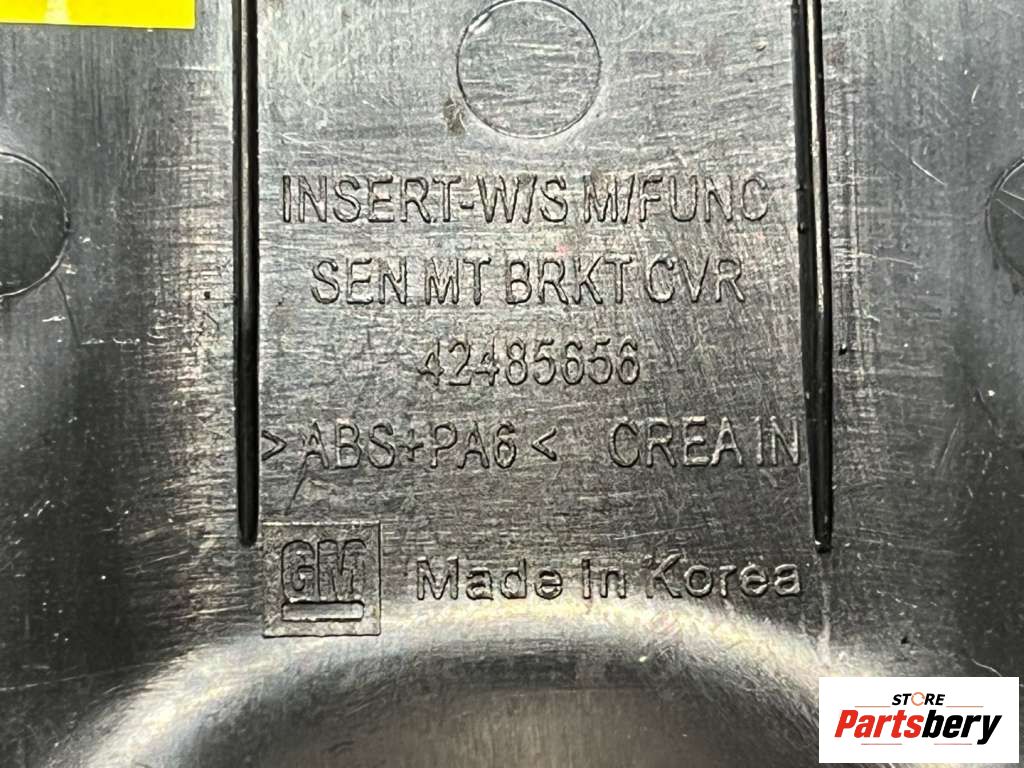 INSERT-W/S M/FUNC
SEN MT BRKT CVR
42485656
>ABS+PA6< CREA IN
GM Made in Korea
STORE
Partsbery